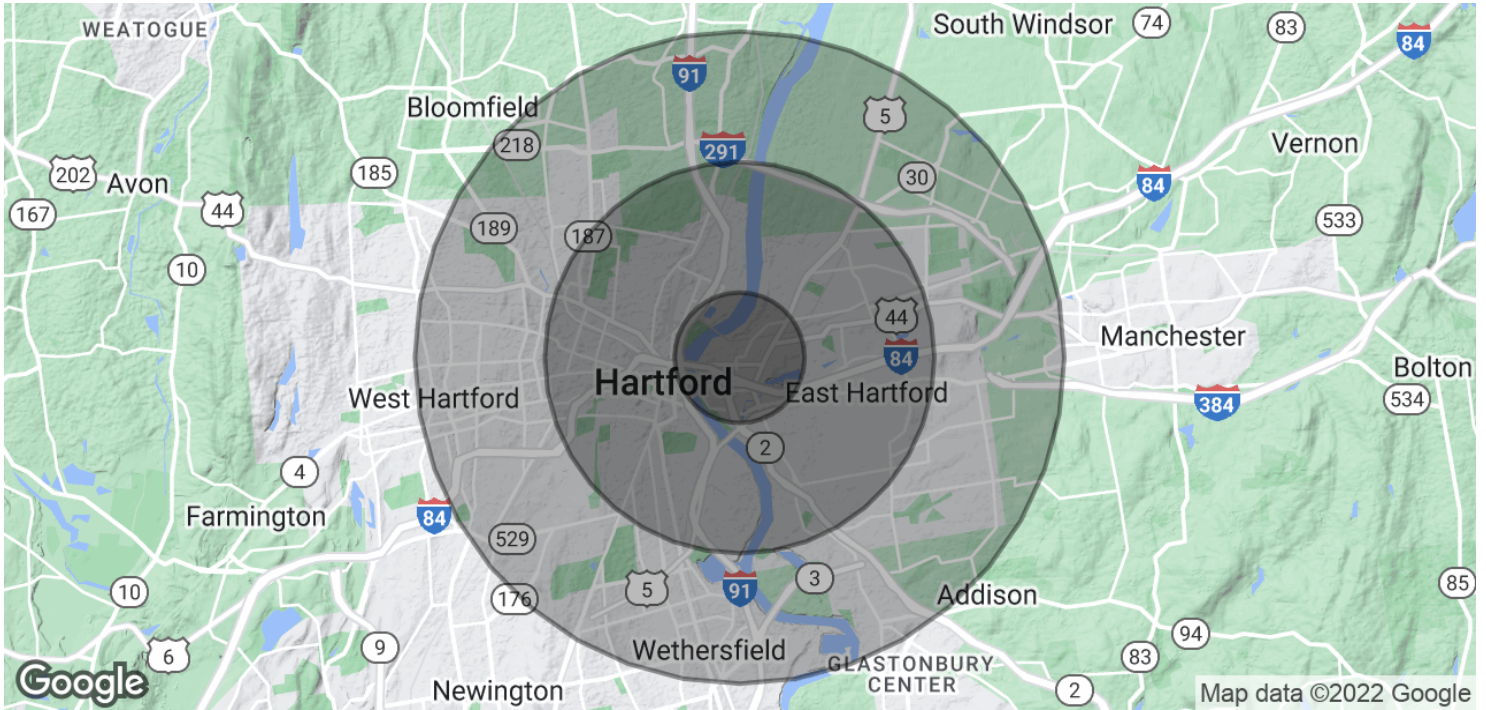 WEATOGUE
South Windsor
74
83
84
91
Bloomfield
5
218
291
Vernon
202
Avon
185
30
84
44
167
189
187
533
10
44
Manchester
84
Bolton
Hartford
East Hartford
West Hartford
384
534
2
4
Farmington
84
529
10
5
91
3
85
176
Addison
94
6
9
Wethersfield
83
GLASTONBURY
CENTER
Newington
2
Google
Map data ©2022 Google